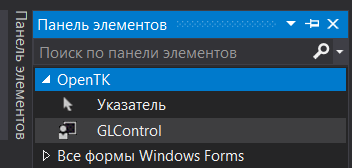 Панель элементов
Панель элементов
Поиск по панели элементов
OpenTK
Указатель
GLControl
Все формы Windows Forms